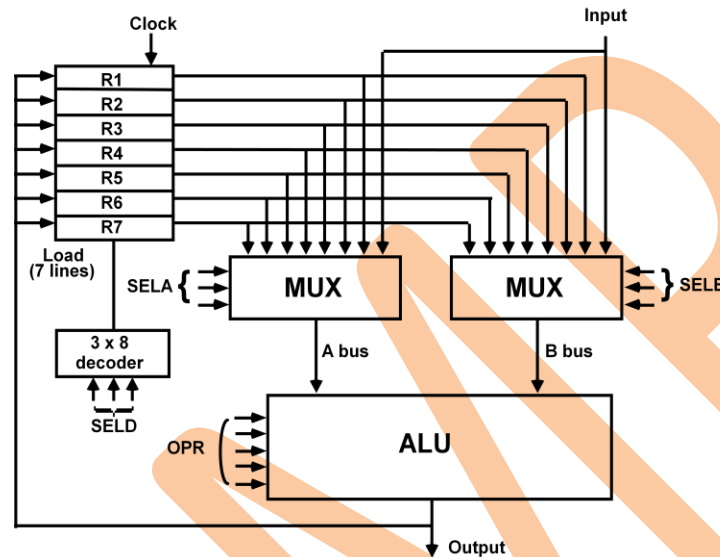 Clock
Input
R1
R2
R3
R4
R5
R6
R7
Load
(7 lines)
SELA {
MUX
MUX
} SELB
3 x 8
decoder
A bus
B bus
SELD
OPR
ALU
Output